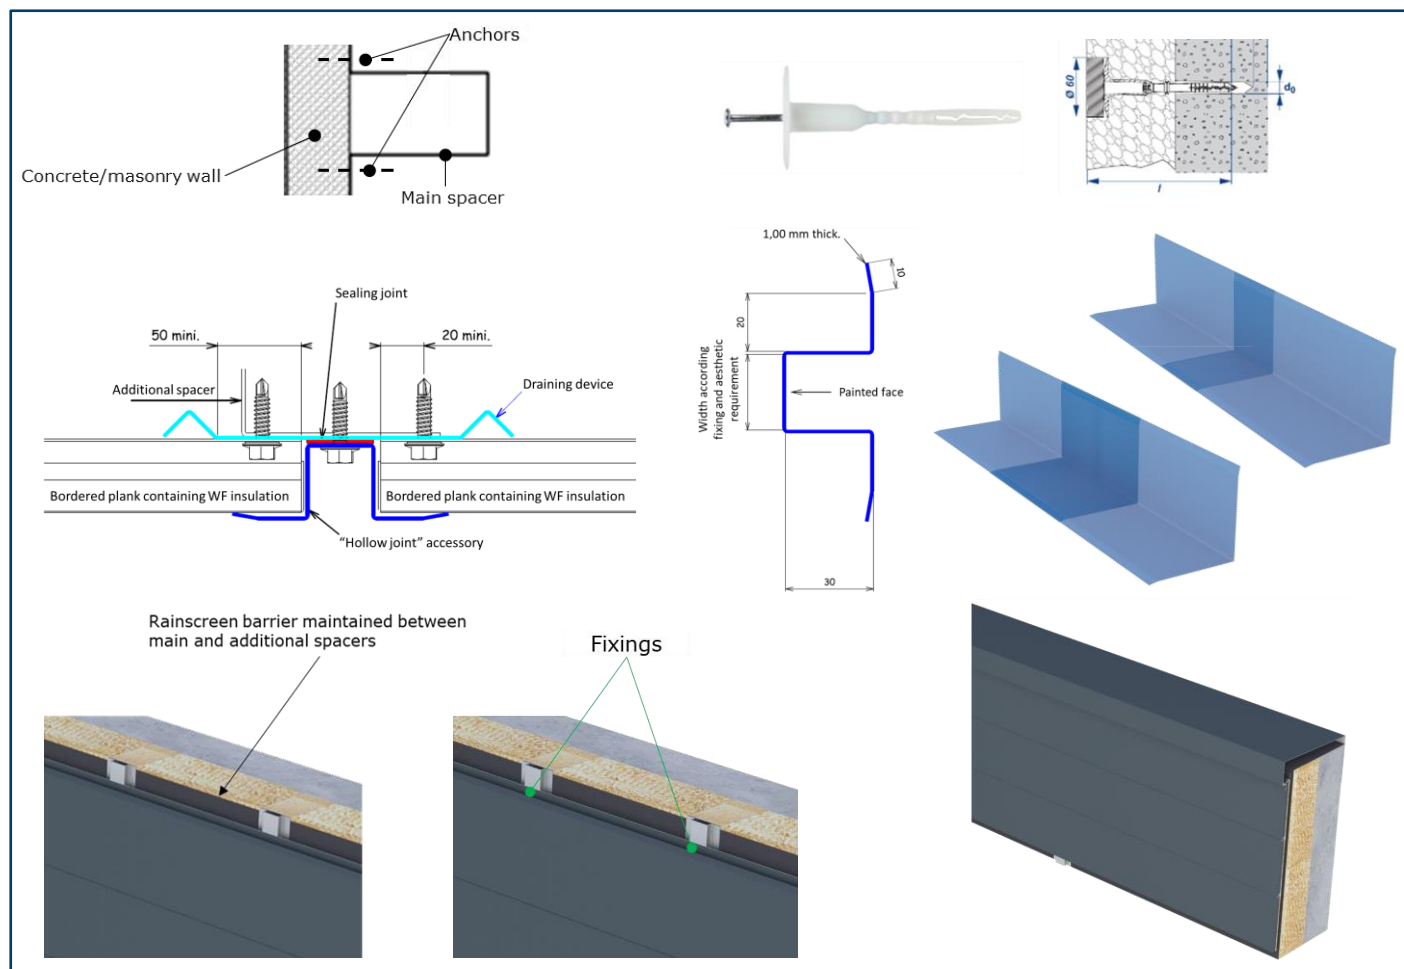 Anchors
Concrete/masonry wall
Main spacer
Ø 60
d₀
l
Sealing joint
50 mini.
20 mini.
Additional spacer
Draining device
Bordered plank containing WF insulation
Bordered plank containing WF insulation
“Hollow joint” accessory
1,00 mm thick.
10
20
Width according
fixing and aesthetic
requirement
Painted face
30
Rainscreen barrier maintained between
main and additional spacers
Fixings